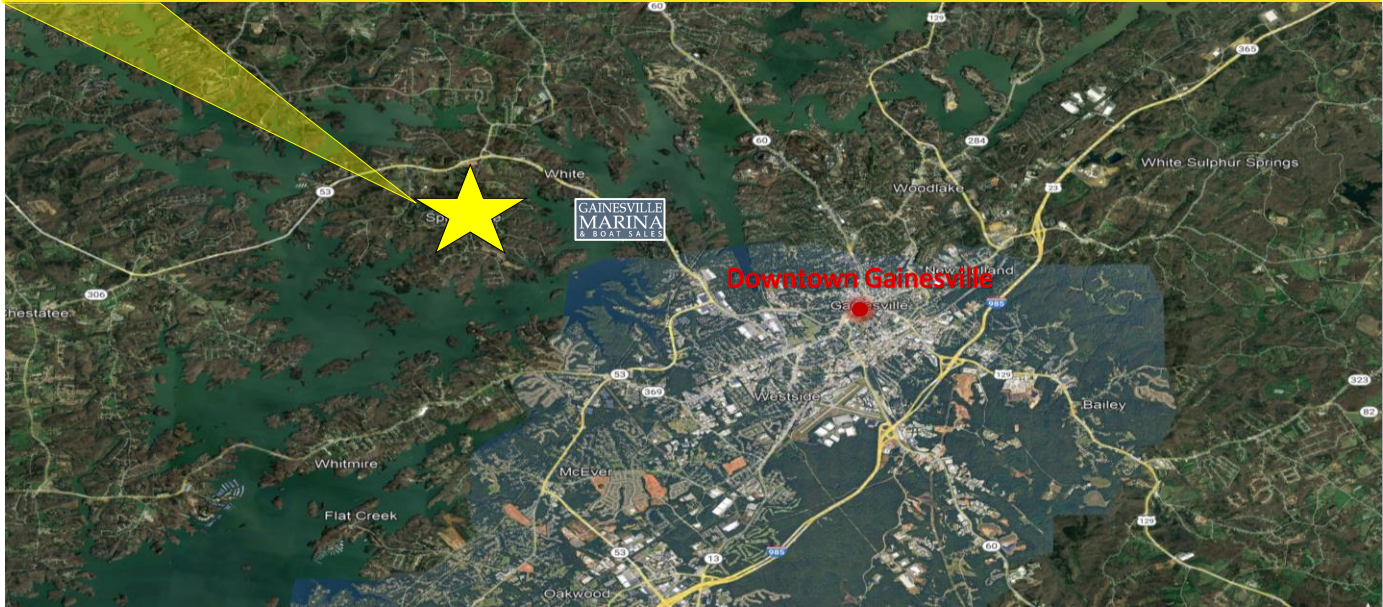 60
129
365
60
284
White Sulphur Springs
White
Woodlake
23
53
GAINESVILLE
MARINA
& BOAT SALES
Downtown Gainesville
306
985
Chestatee
53
129
369
323
Westside
Bailey
82
Whitmire
McEver
Flat Creek
129
53
13
985
60
Oakwood